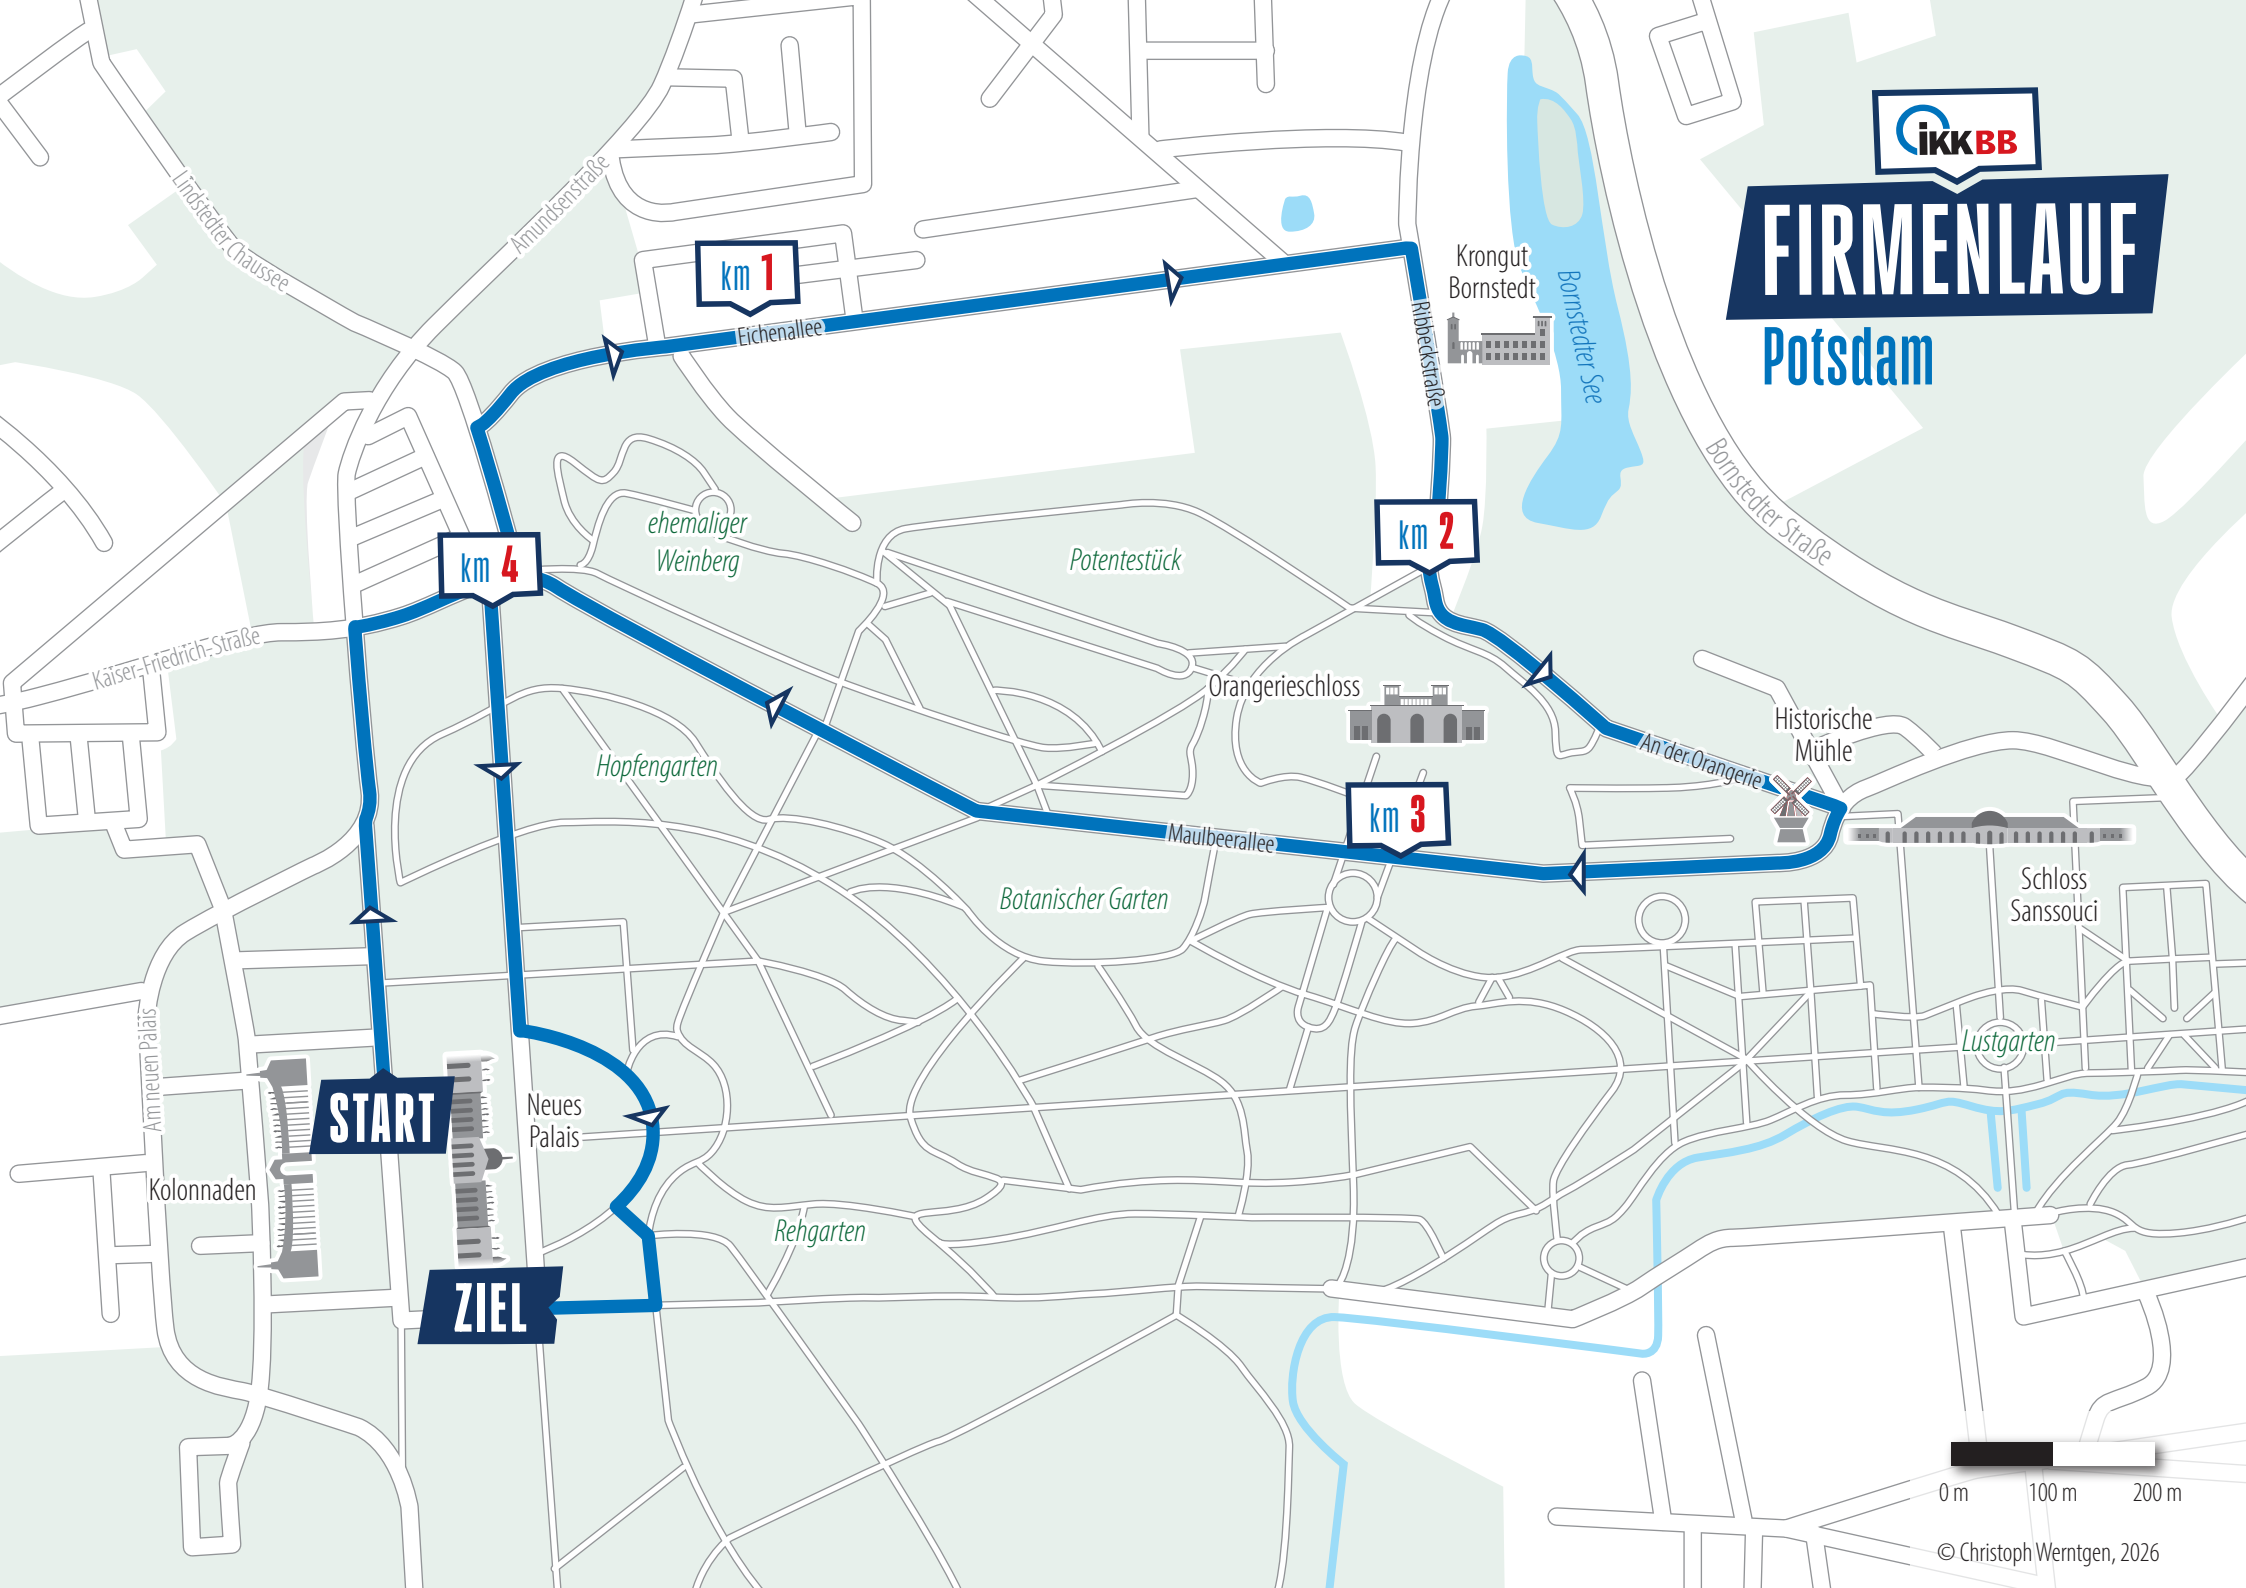 iKK BB
FIRMENLAUF
Potsdam
Lindstedter Chaussee
Amundsenstraße
km 1
Eichenallee
Krongut
Bornstedt
Bornstedter See
Ribbeckstraße
Bornstedter Straße
ehemaliger
Weinberg
Potentestück
km 2
km 4
Kaiser-Friedrich-Straße
Orangerieschloss
Historische
Mühle
An der Orangerie
Hopfengarten
km 3
Maulbeerallee
Botanischer Garten
Schloss
Sanssouci
Lustgarten
Am neuen Palais
START
Neues
Palais
Kolonnaden
Rehgarten
ZIEL
0 m 100 m 200 m
© Christoph Werntgen, 2026